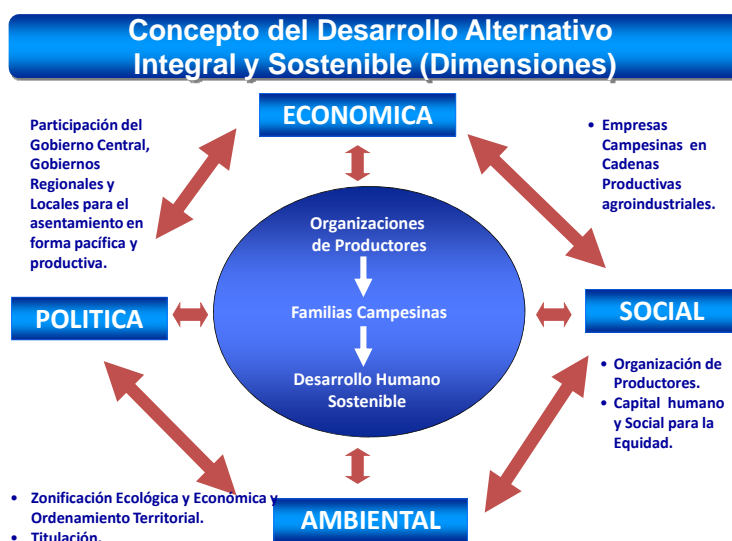 Concepto del Desarrollo Alternativo
Integral y Sostenible (Dimensiones)
ECONOMICA
Participación del
Gobierno Central,
Gobiernos
Regionales y
Locales para el
asentamiento en
forma pacífica y
productiva.
• Empresas
Campesinas en
Cadenas
Productivas
agroindustriales.
Organizaciones
de Productores
Familias Campesinas
Desarrollo Humano
Sostenible
POLITICA
SOCIAL
• Organización de
Productores.
• Capital humano
y Social para la
Equidad.
• Zonificación Ecológica y Económica y
Ordenamiento Territorial.
• Titulación.
AMBIENTAL